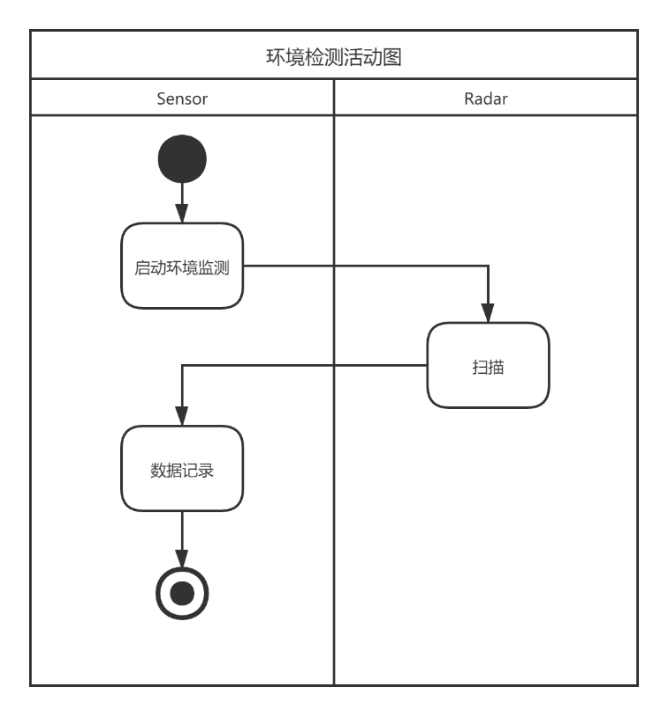 环境检测活动图
Sensor
Radar
启动环境监测
扫描
数据记录